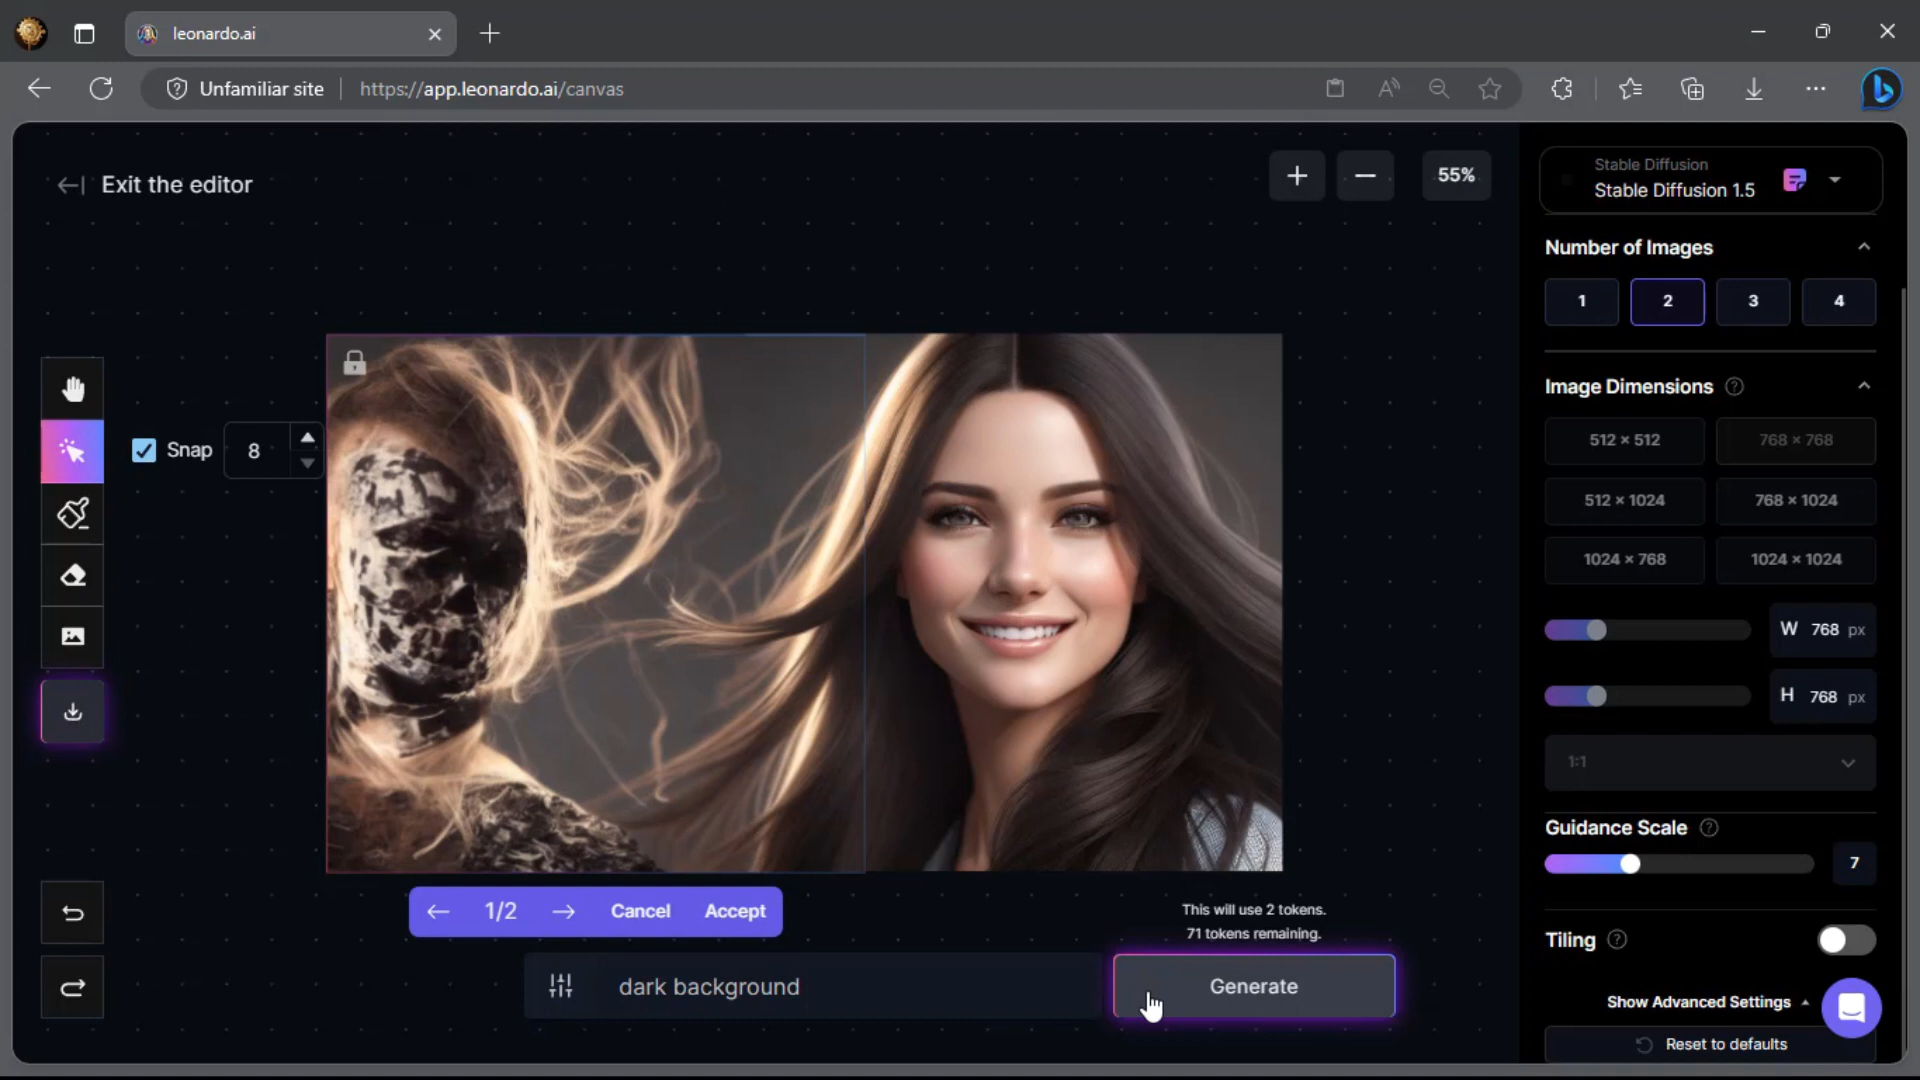 leonardo.ai
Unfamiliar site
https://app.leonardo.ai/canvas
Exit the editor
55%
Stable Diffusion
Stable Diffusion 1.5
Number of Images
1 2 3 4
Image Dimensions
512 × 512 768 × 768
512 × 1024 768 × 1024
1024 × 768 1024 × 1024
W 768 px
H 768 px
1:1
Guidance Scale
7
Tiling
Show Advanced Settings
Reset to defaults
Snap 8
1/2 Cancel Accept
This will use 2 tokens.
71 tokens remaining.
dark background
Generate